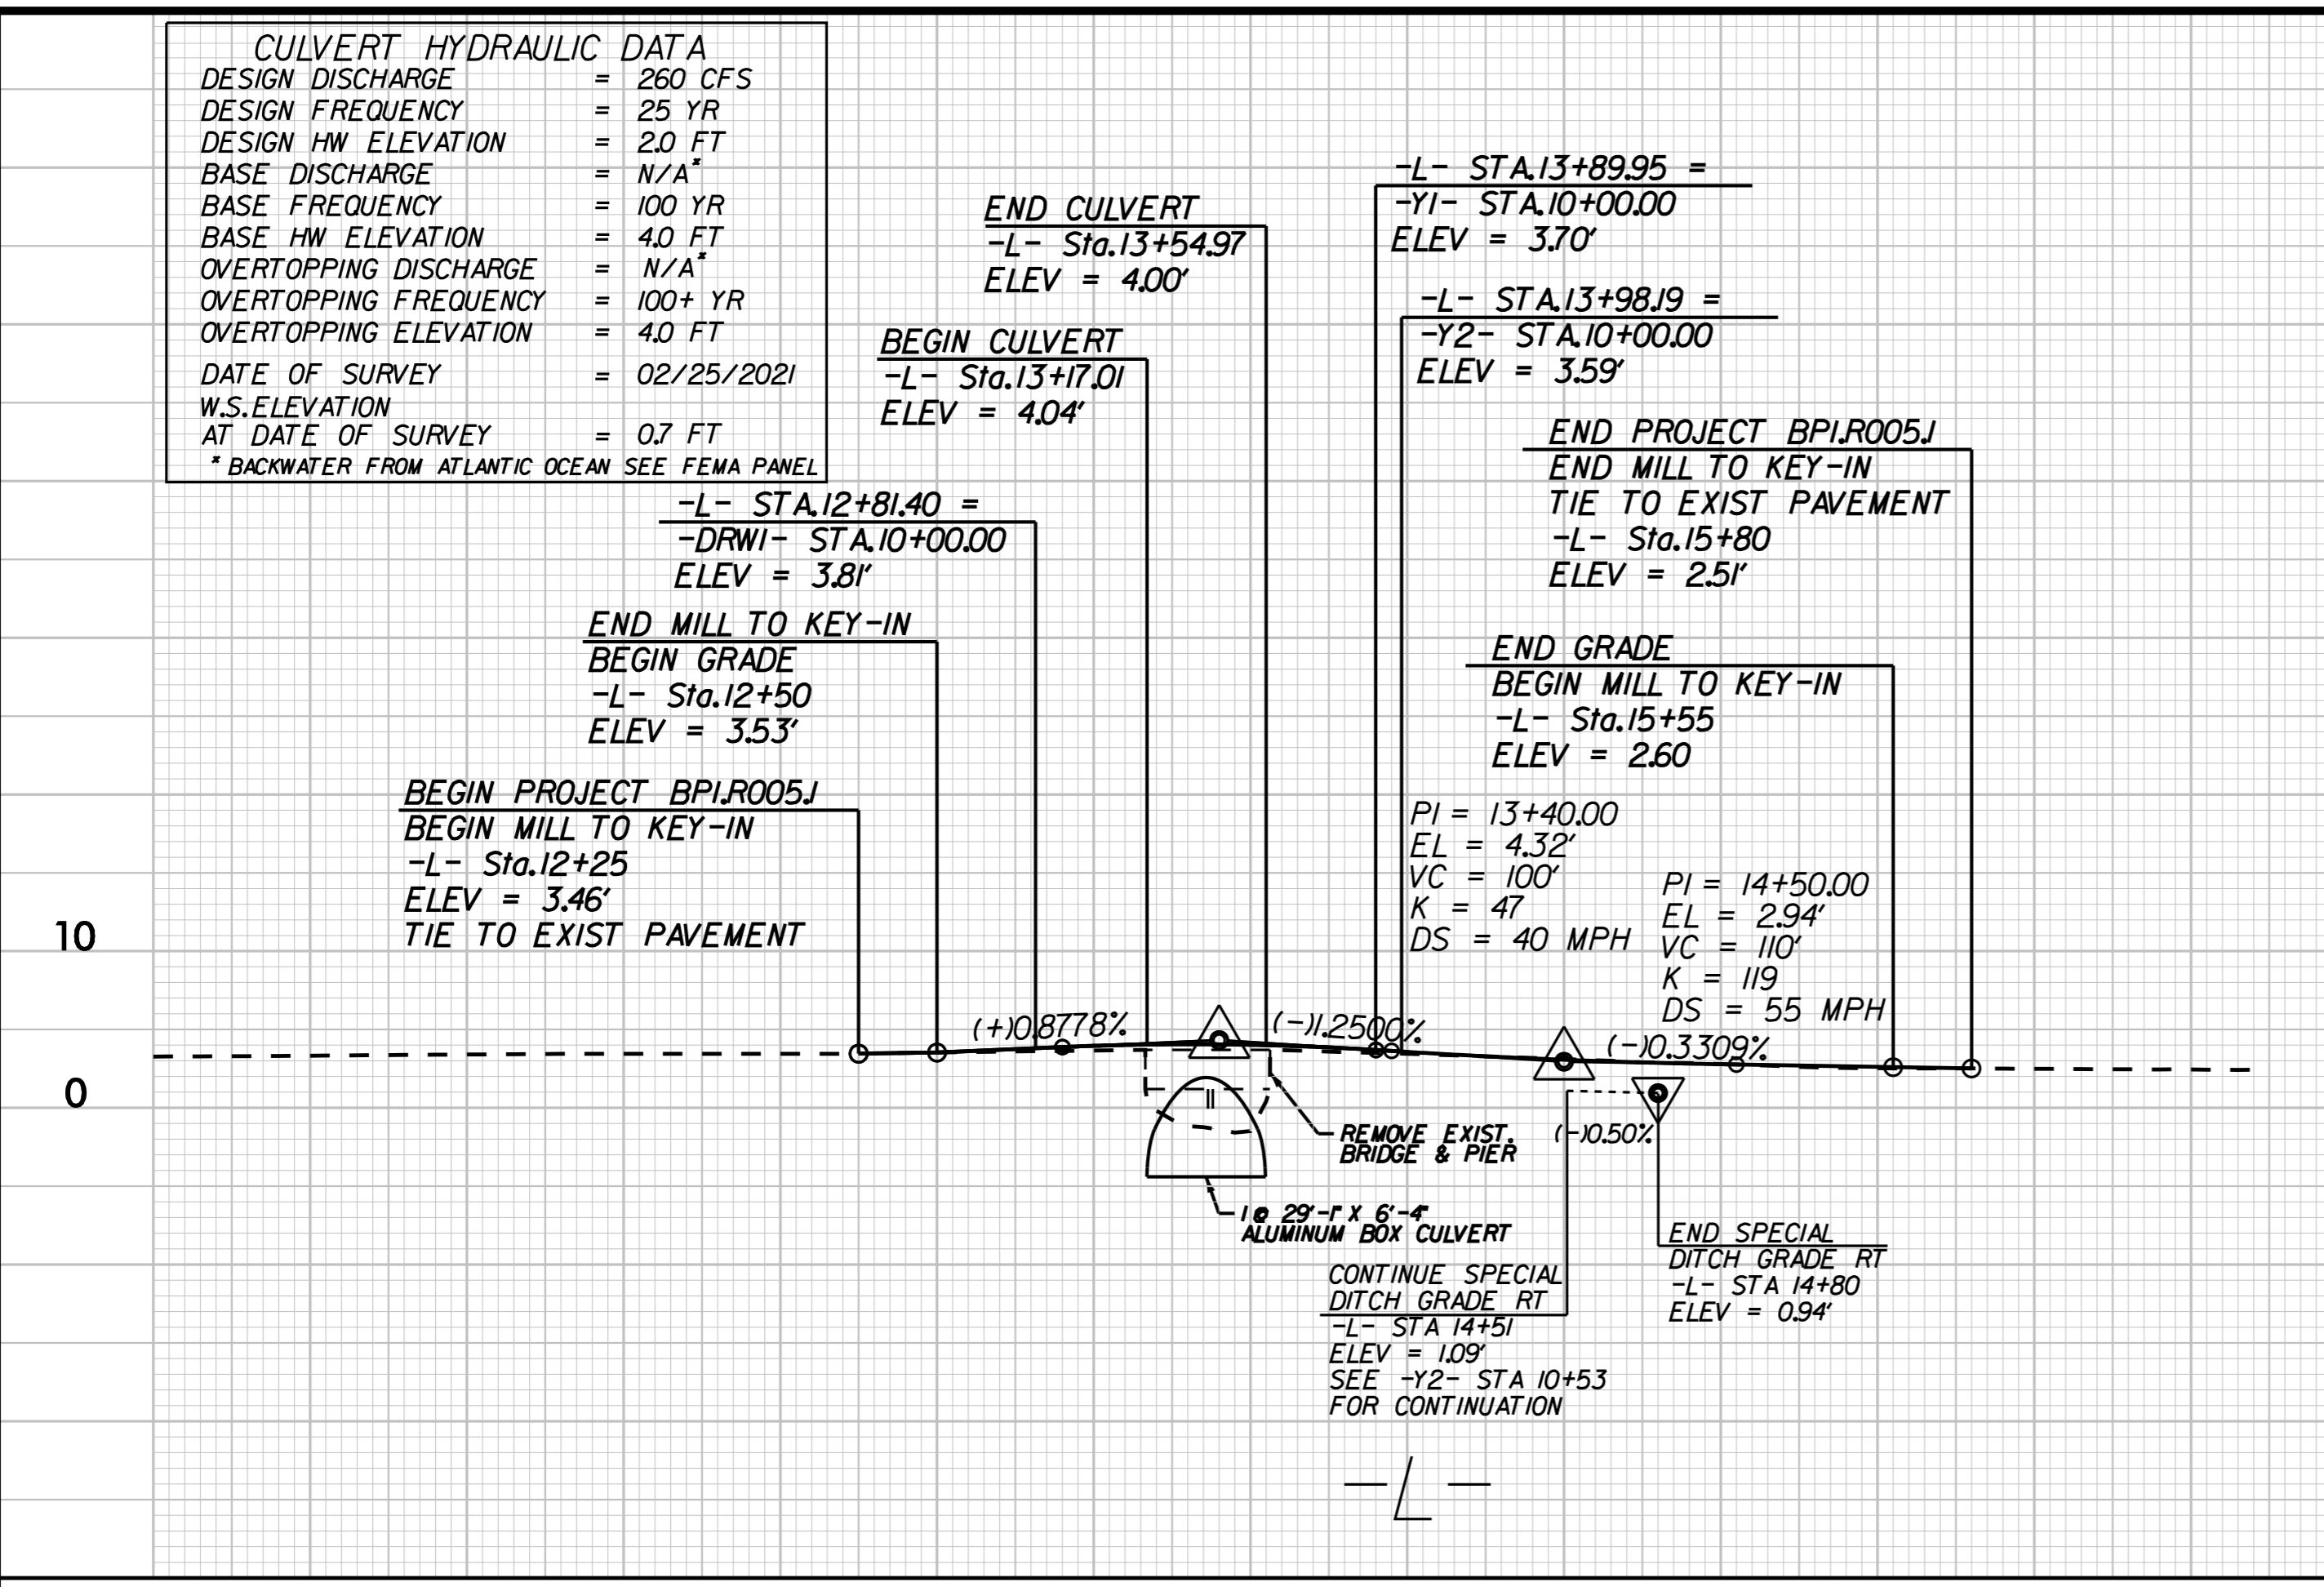 CULVERT HYDRAULIC DATA
DESIGN DISCHARGE = 260 CFS
DESIGN FREQUENCY = 25 YR
DESIGN HW ELEVATION = 2.0 FT
BASE DISCHARGE = N/A*
BASE FREQUENCY = 100 YR
BASE HW ELEVATION = 4.0 FT
OVERTOPPING DISCHARGE = N/A*
OVERTOPPING FREQUENCY = 100+ YR
OVERTOPPING ELEVATION = 4.0 FT
DATE OF SURVEY = 02/25/2021
W.S.ELEVATION
AT DATE OF SURVEY = 0.7 FT
* BACKWATER FROM ATLANTIC OCEAN SEE FEMA PANEL
END CULVERT
-L- Sta.13+54.97
ELEV = 4.00'
BEGIN CULVERT
-L- Sta.13+17.01
ELEV = 4.04'
-L- STA.12+81.40 =
-DRW1- STA.10+00.00
ELEV = 3.81'
END MILL TO KEY-IN
BEGIN GRADE
-L- Sta.12+50
ELEV = 3.53'
BEGIN PROJECT BP1.R005.1
BEGIN MILL TO KEY-IN
-L- Sta.12+25
ELEV = 3.46'
TIE TO EXIST PAVEMENT
-L- STA.13+89.95 =
-Y1- STA.10+00.00
ELEV = 3.70'
-L- STA.13+98.19 =
-Y2- STA.10+00.00
ELEV = 3.59'
END PROJECT BP1.R005.1
END MILL TO KEY-IN
TIE TO EXIST PAVEMENT
-L- Sta.15+80
ELEV = 2.51'
END GRADE
BEGIN MILL TO KEY-IN
-L- Sta.15+55
ELEV = 2.60
PI = 13+40.00
EL = 4.32'
VC = 100'
K = 47
DS = 40 MPH
PI = 14+50.00
EL = 2.94'
VC = 110'
K = 119
DS = 55 MPH
10
0
(+)0.8778%
(-)1.2500%
(-)0.3309%
(-)0.50%
REMOVE EXIST.
BRIDGE & PIER
1 @ 29'-1" X 6'-4"
ALUMINUM BOX CULVERT
CONTINUE SPECIAL
DITCH GRADE RT
-L- STA 14+51
ELEV = 1.09'
SEE -Y2- STA 10+53
FOR CONTINUATION
END SPECIAL
DITCH GRADE RT
-L- STA 14+80
ELEV = 0.94'
-L-